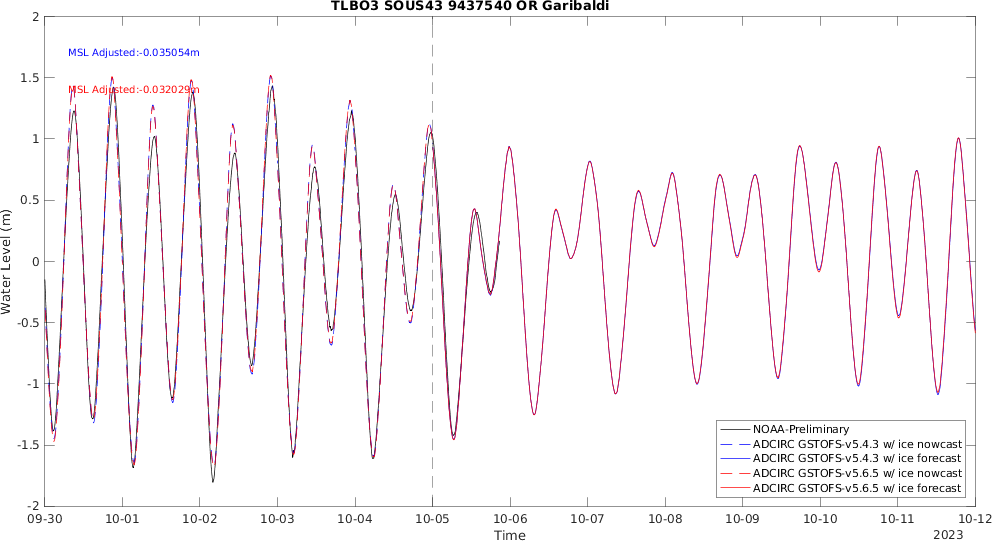 TLBO3 SOUS43 9437540 OR Garibaldi
MSL Adjusted:-0.035054m
MSL Adjusted:-0.032029m
Water Level (m)
2
1.5
1
0.5
0
-0.5
-1
-1.5
-2
NOAA-Preliminary
ADCIRC GSTOFS-v5.4.3 w/ ice nowcast
ADCIRC GSTOFS-v5.4.3 w/ ice forecast
ADCIRC GSTOFS-v5.6.5 w/ ice nowcast
ADCIRC GSTOFS-v5.6.5 w/ ice forecast
09-30 10-01 10-02 10-03 10-04 10-05 10-06 10-07 10-08 10-09 10-10 10-11 10-12
Time
2023